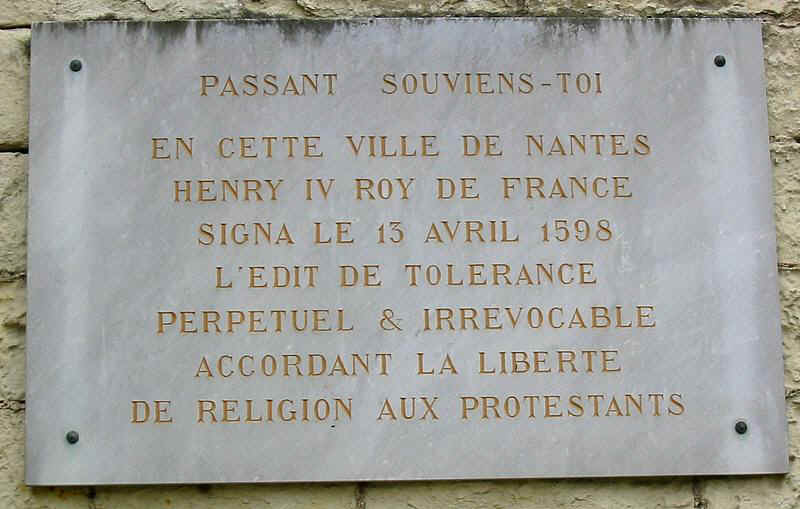 PASSANT SOUVIENS-TOI
EN CETTE VILLE DE NANTES
HENRY IV ROY DE FRANCE
SIGNA LE 13 AVRIL 1598
L'EDIT DE TOLERANCE
PERPETUEL & IRREVOCABLE
ACCORDANT LA LIBERTE
DE RELIGION AUX PROTESTANTS